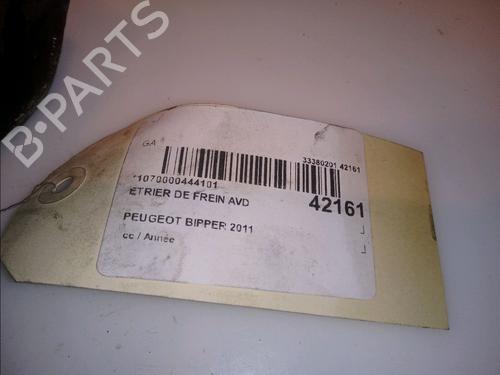 B-PARTS
GA
33380201 42161
*1070000444101
ETRIER DE FREIN AVD
42161
PEUGEOT BIPPER 2011
cc / Année